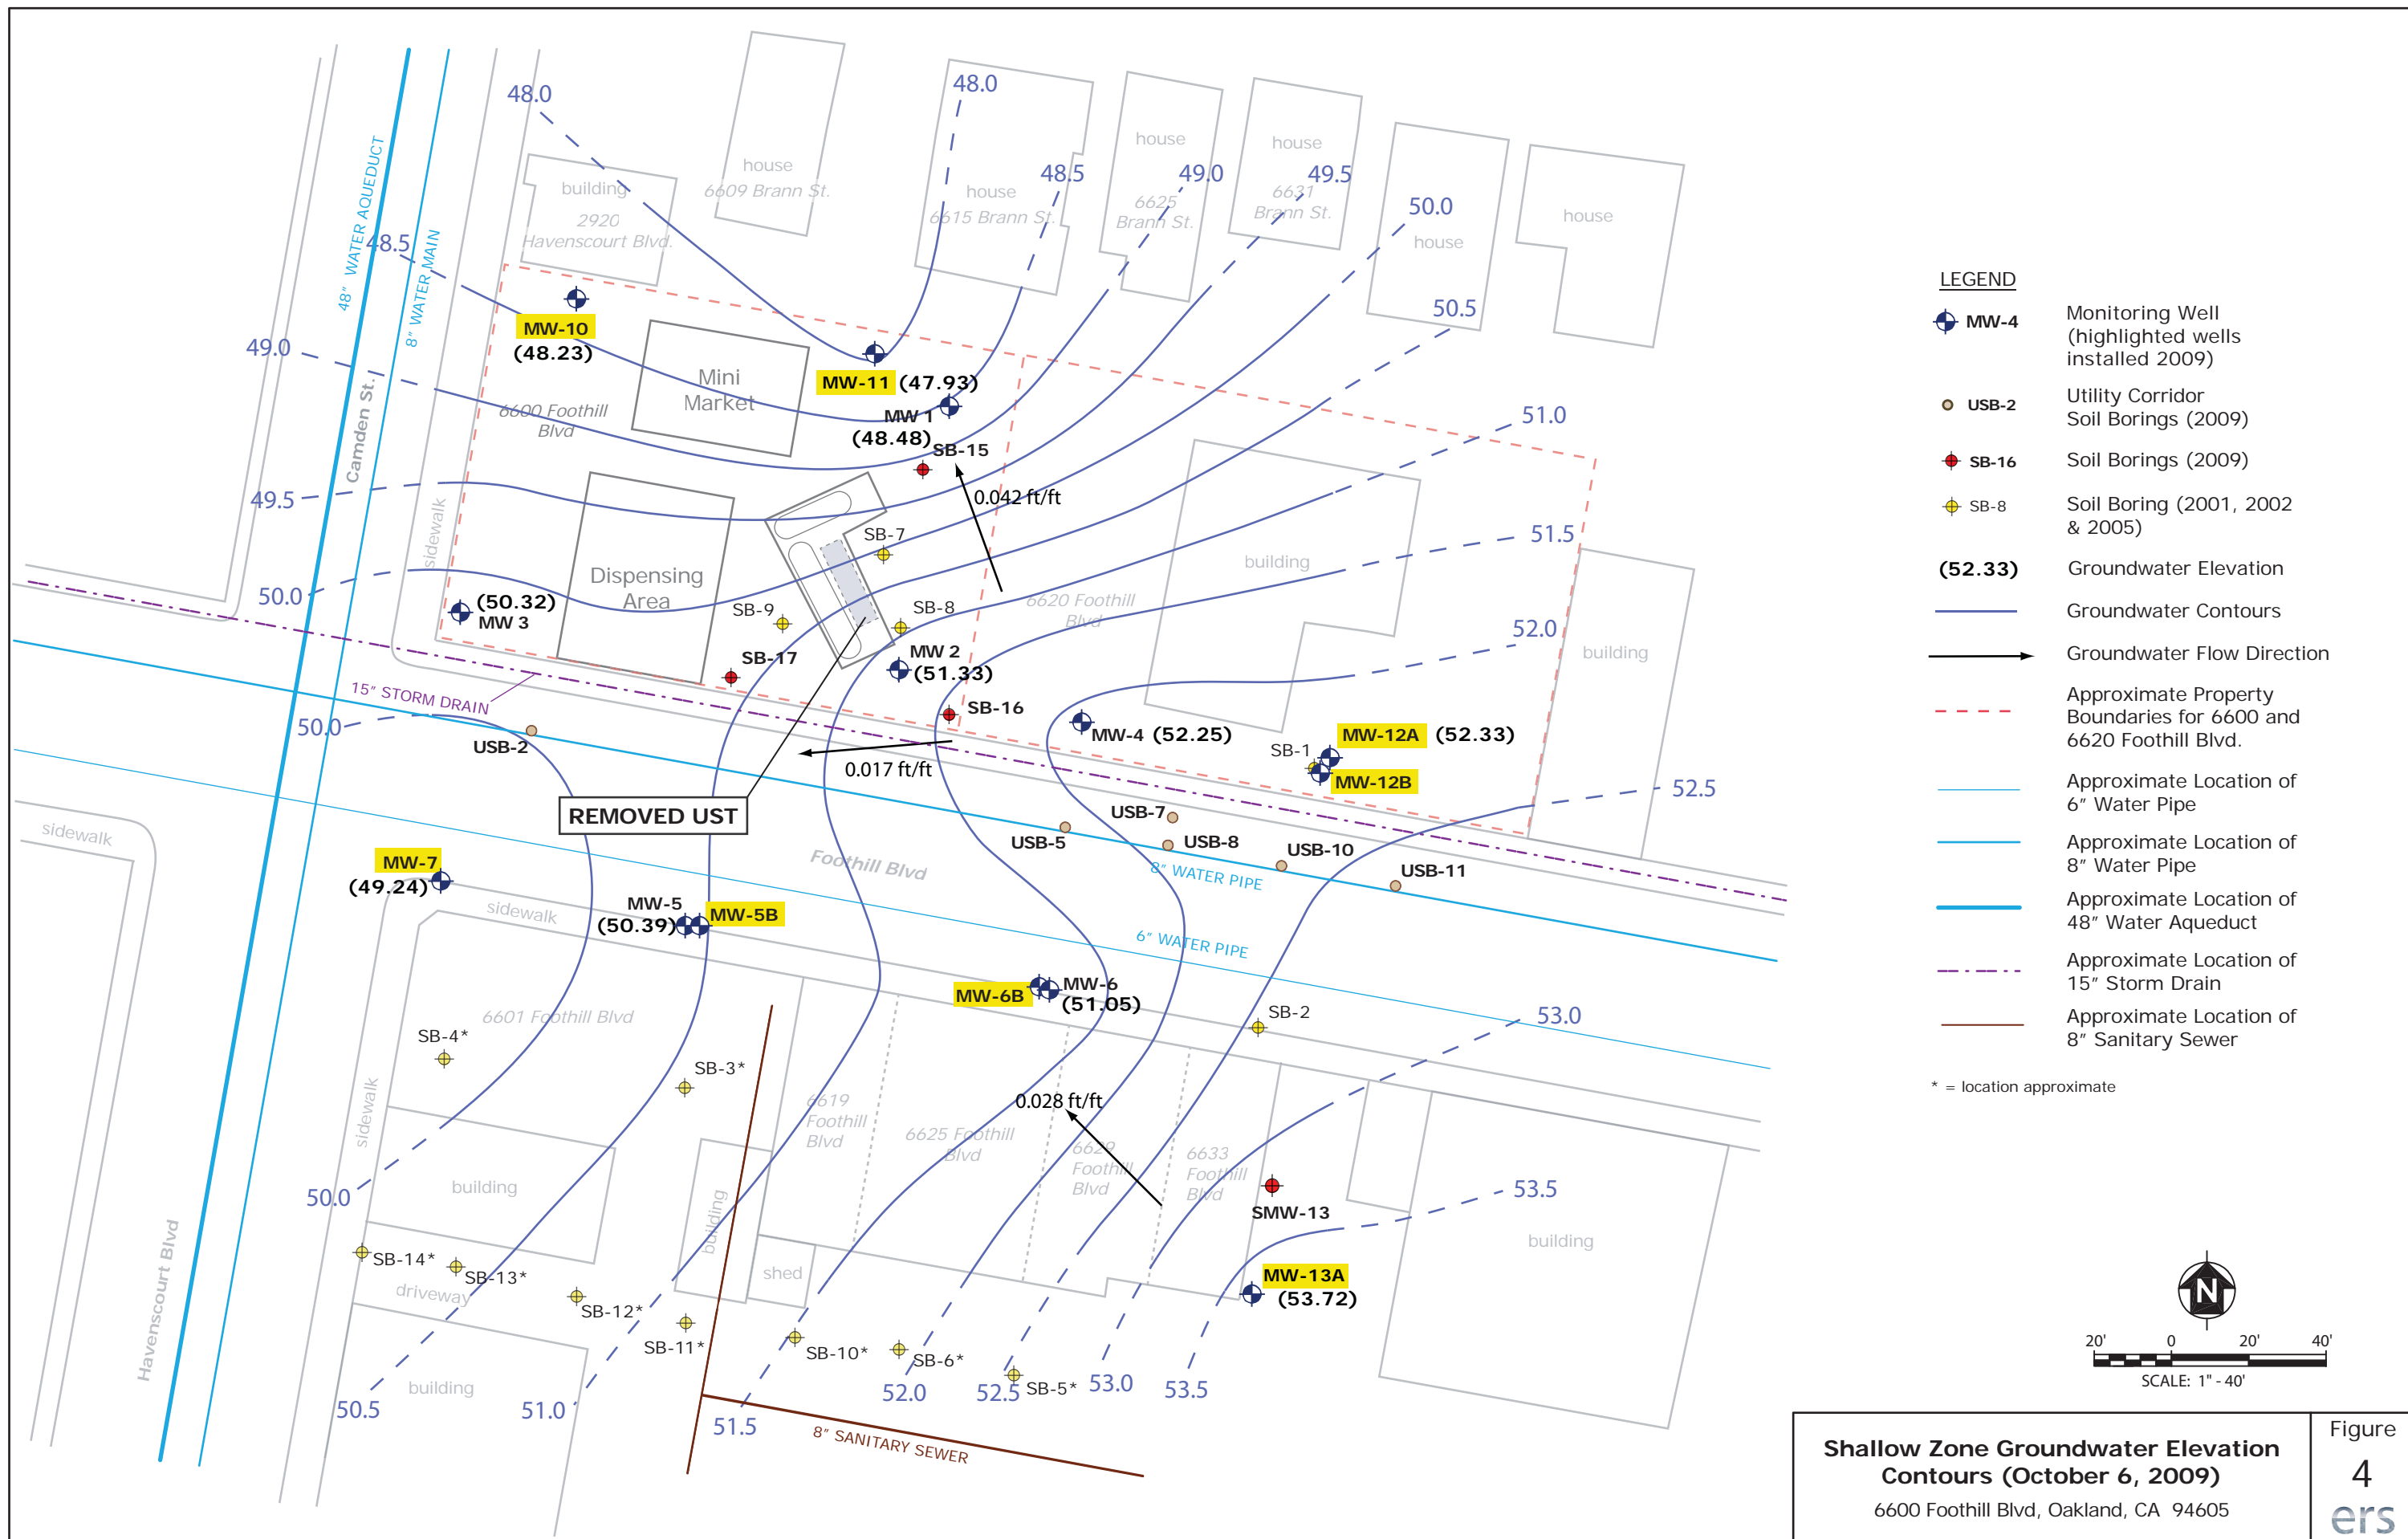 48.0
48.0
house
6609 Brann St.
building
2920
Havenscourt Blvd.
house
6615 Brann St.
48.5
house
49.0
6625
Brann St.
house
49.5
6631
Brann St.
50.0
house
house
50.5
48" WATER AQUEDUCT
8" WATER MAIN
48.5
49.0
Camden St.
MW-10
(48.23)
6600 Foothill
Blvd
Mini
Market
MW-11 (47.93)
MW 1
(48.48)
SB-15
0.042 ft/ft
51.0
49.5
sidewalk
SB-7
51.5
building
50.0
(50.32)
MW 3
Dispensing
Area
SB-9
SB-8
6620 Foothill
Blvd
52.0
building
SB-17
MW 2
(51.33)
15" STORM DRAIN
50.0
USB-2
SB-16
0.017 ft/ft
MW-4 (52.25)
SB-1
MW-12A (52.33)
MW-12B
52.5
REMOVED UST
sidewalk
MW-7
(49.24)
Foothill Blvd
USB-5
USB-7
USB-8
USB-10
USB-11
8" WATER PIPE
sidewalk
MW-5
(50.39)
MW-5B
6" WATER PIPE
MW-6B
MW-6
(51.05)
SB-2
53.0
6601 Foothill Blvd
SB-4*
SB-3*
sidewalk
6619
Foothill
Blvd
6625 Foothill
Blvd
0.028 ft/ft
6629
Foothill
Blvd
6633
Foothill
Blvd
SMW-13
53.5
building
50.0
building
building
SB-14*
SB-13*
driveway
SB-12*
SB-11*
shed
MW-13A
(53.72)
Havenscourt Blvd
SB-10*
SB-6*
SB-5*
building
50.5
51.0
51.5
52.0
52.5
53.0
53.5
8" SANITARY SEWER
LEGEND
MW-4
Monitoring Well
(highlighted wells
installed 2009)
USB-2
Utility Corridor
Soil Borings (2009)
SB-16
Soil Borings (2009)
SB-8
Soil Boring (2001, 2002
& 2005)
(52.33)
Groundwater Elevation
Groundwater Contours
Groundwater Flow Direction
Approximate Property
Boundaries for 6600 and
6620 Foothill Blvd.
Approximate Location of
6" Water Pipe
Approximate Location of
8" Water Pipe
Approximate Location of
48" Water Aqueduct
Approximate Location of
15" Storm Drain
Approximate Location of
8" Sanitary Sewer
* = location approximate
N
20' 0 20' 40'
SCALE: 1" - 40'
Shallow Zone Groundwater Elevation
Contours (October 6, 2009)
6600 Foothill Blvd, Oakland, CA 94605
Figure
4
ers